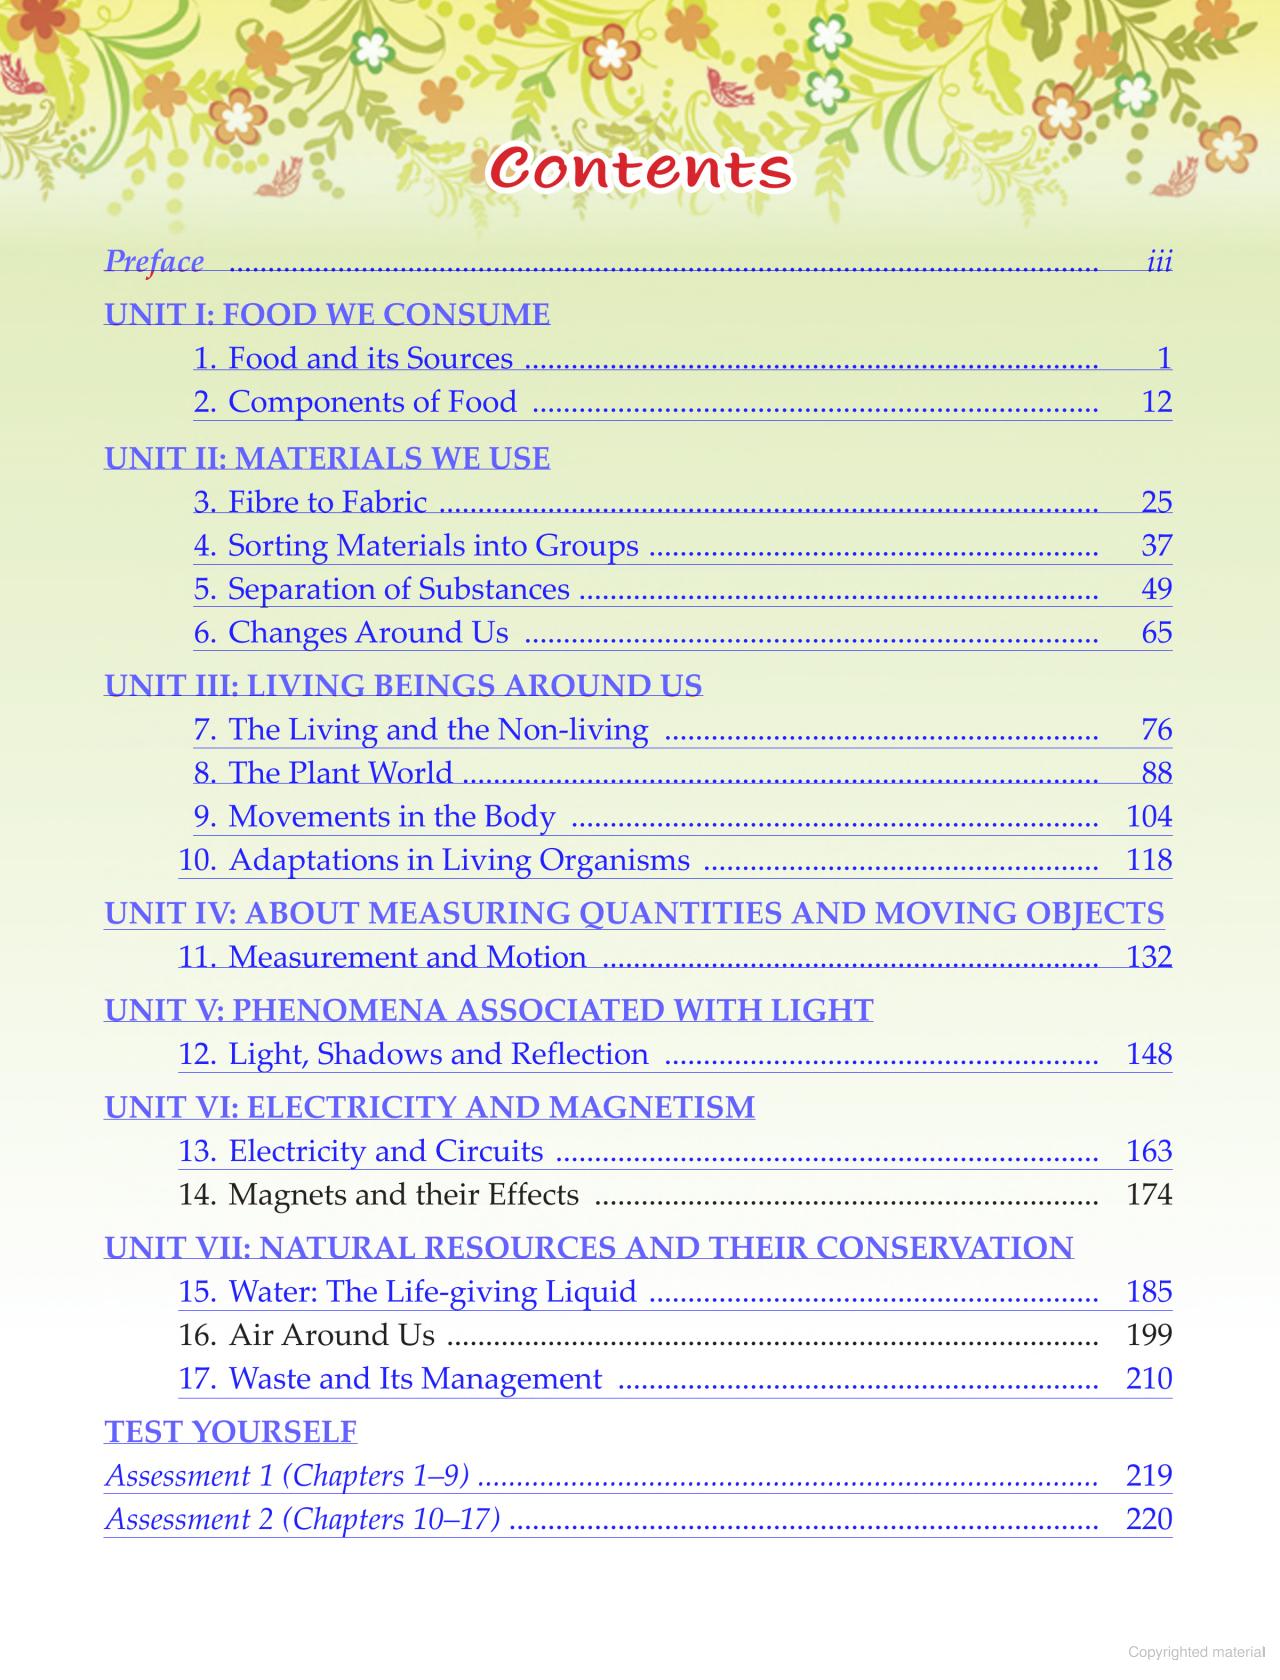 Contents
Preface ........ iii
UNIT I: FOOD WE CONSUME
1. Food and its Sources ........ 1
2. Components of Food ........ 12
UNIT II: MATERIALS WE USE
3. Fibre to Fabric ........ 25
4. Sorting Materials into Groups ........ 37
5. Separation of Substances ........ 49
6. Changes Around Us ........ 65
UNIT III: LIVING BEINGS AROUND US
7. The Living and the Non-living ........ 76
8. The Plant World ........ 88
9. Movements in the Body ........ 104
10. Adaptations in Living Organisms ........ 118
UNIT IV: ABOUT MEASURING QUANTITIES AND MOVING OBJECTS
11. Measurement and Motion ........ 132
UNIT V: PHENOMENA ASSOCIATED WITH LIGHT
12. Light, Shadows and Reflection ........ 148
UNIT VI: ELECTRICITY AND MAGNETISM
13. Electricity and Circuits ........ 163
14. Magnets and their Effects ........ 174
UNIT VII: NATURAL RESOURCES AND THEIR CONSERVATION
15. Water: The Life-giving Liquid ........ 185
16. Air Around Us ........ 199
17. Waste and Its Management ........ 210
TEST YOURSELF
Assessment 1 (Chapters 1–9) ........ 219
Assessment 2 (Chapters 10–17) ........ 220
Copyrighted material